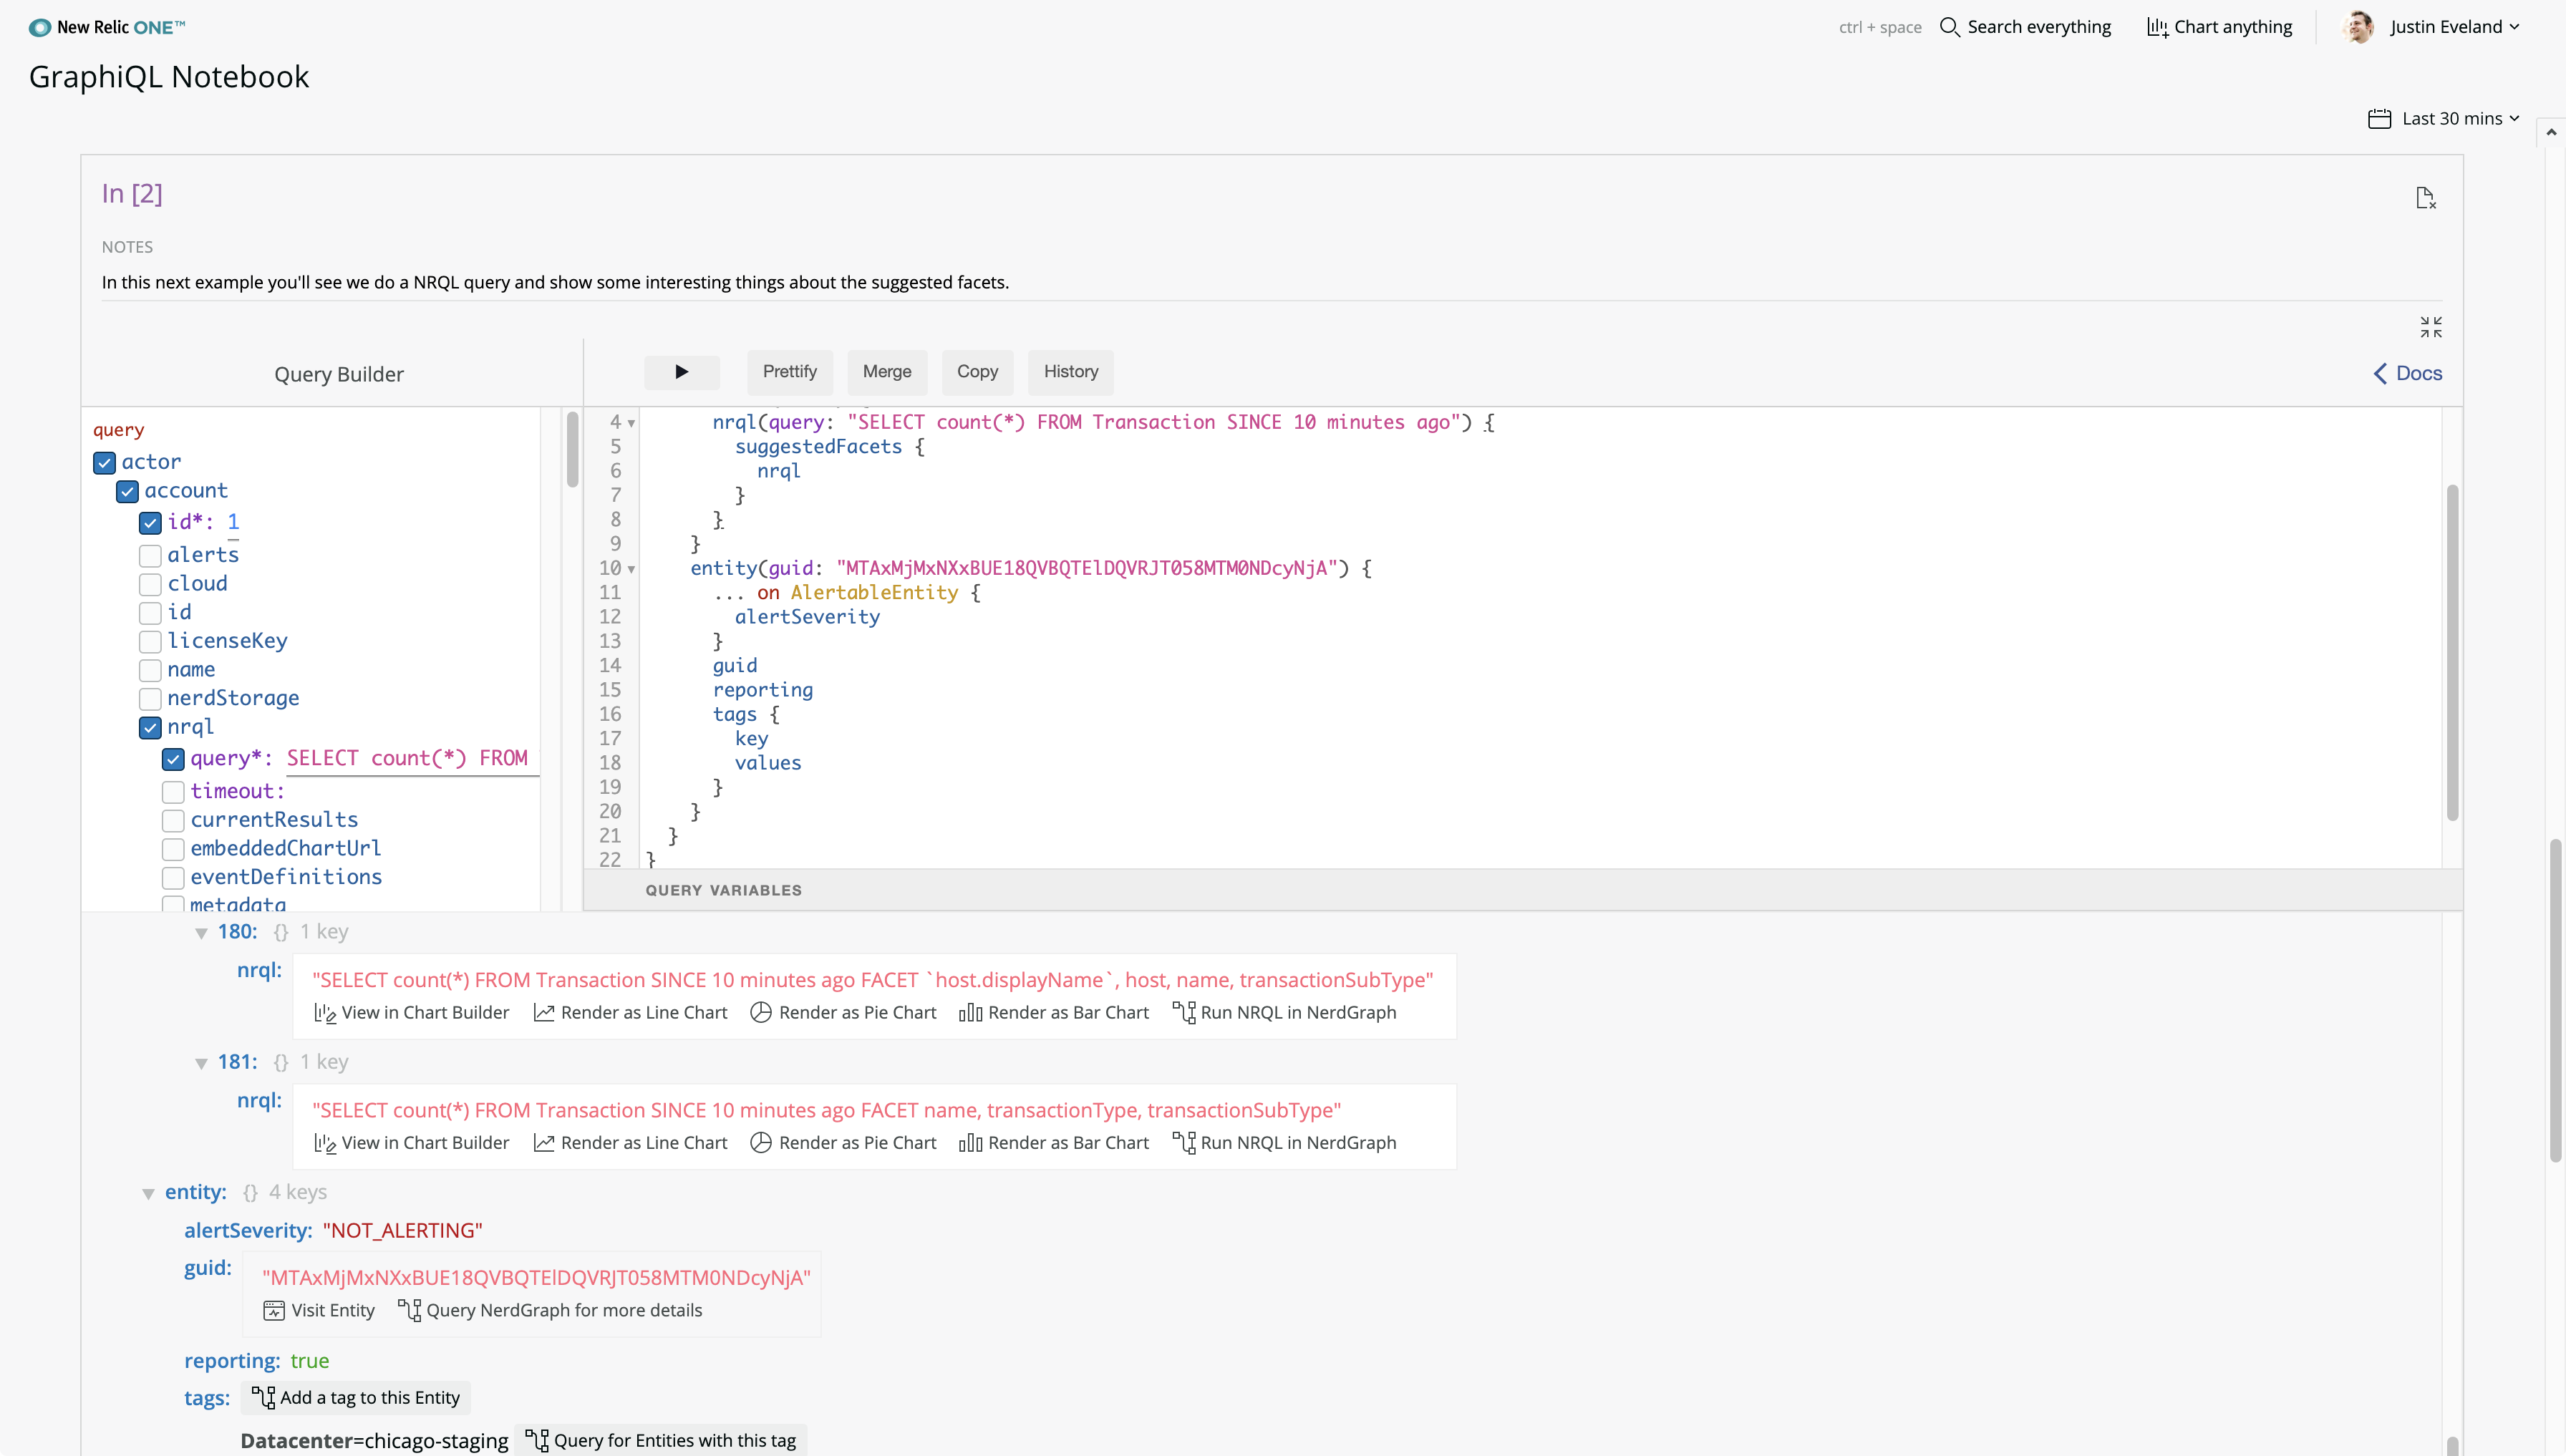 New Relic ONE™
ctrl + space Search everything Chart anything Justin Eveland
GraphiQL Notebook
Last 30 mins
In [2]
NOTES
In this next example you'll see we do a NRQL query and show some interesting things about the suggested facets.
Query Builder
Prettify Merge Copy History
Docs
query
actor
account
id*: 1
alerts
cloud
id
licenseKey
name
nerdStorage
nrql
query*: SELECT count(*) FROM
timeout:
currentResults
embeddedChartUrl
eventDefinitions
metadata
4 nrql(query: "SELECT count(*) FROM Transaction SINCE 10 minutes ago") {
5 suggestedFacets {
6 nrql
7 }
8 }
9 }
10 entity(guid: "MTAxMjMxNXxBUE18QVBQTElDQVRJT058MTM0NDcyNjA") {
11 ... on AlertableEntity {
12 alertSeverity
13 }
14 guid
15 reporting
16 tags {
17 key
18 values
19 }
20 }
21 }
22 }
QUERY VARIABLES
180: {} 1 key
nrql: "SELECT count(*) FROM Transaction SINCE 10 minutes ago FACET `host.displayName`, host, name, transactionSubType"
View in Chart Builder Render as Line Chart Render as Pie Chart Render as Bar Chart Run NRQL in NerdGraph
181: {} 1 key
nrql: "SELECT count(*) FROM Transaction SINCE 10 minutes ago FACET name, transactionType, transactionSubType"
View in Chart Builder Render as Line Chart Render as Pie Chart Render as Bar Chart Run NRQL in NerdGraph
entity: {} 4 keys
alertSeverity: "NOT_ALERTING"
guid: "MTAxMjMxNXxBUE18QVBQTElDQVRJT058MTM0NDcyNjA"
Visit Entity Query NerdGraph for more details
reporting: true
tags: Add a tag to this Entity
Datacenter=chicago-staging Query for Entities with this tag